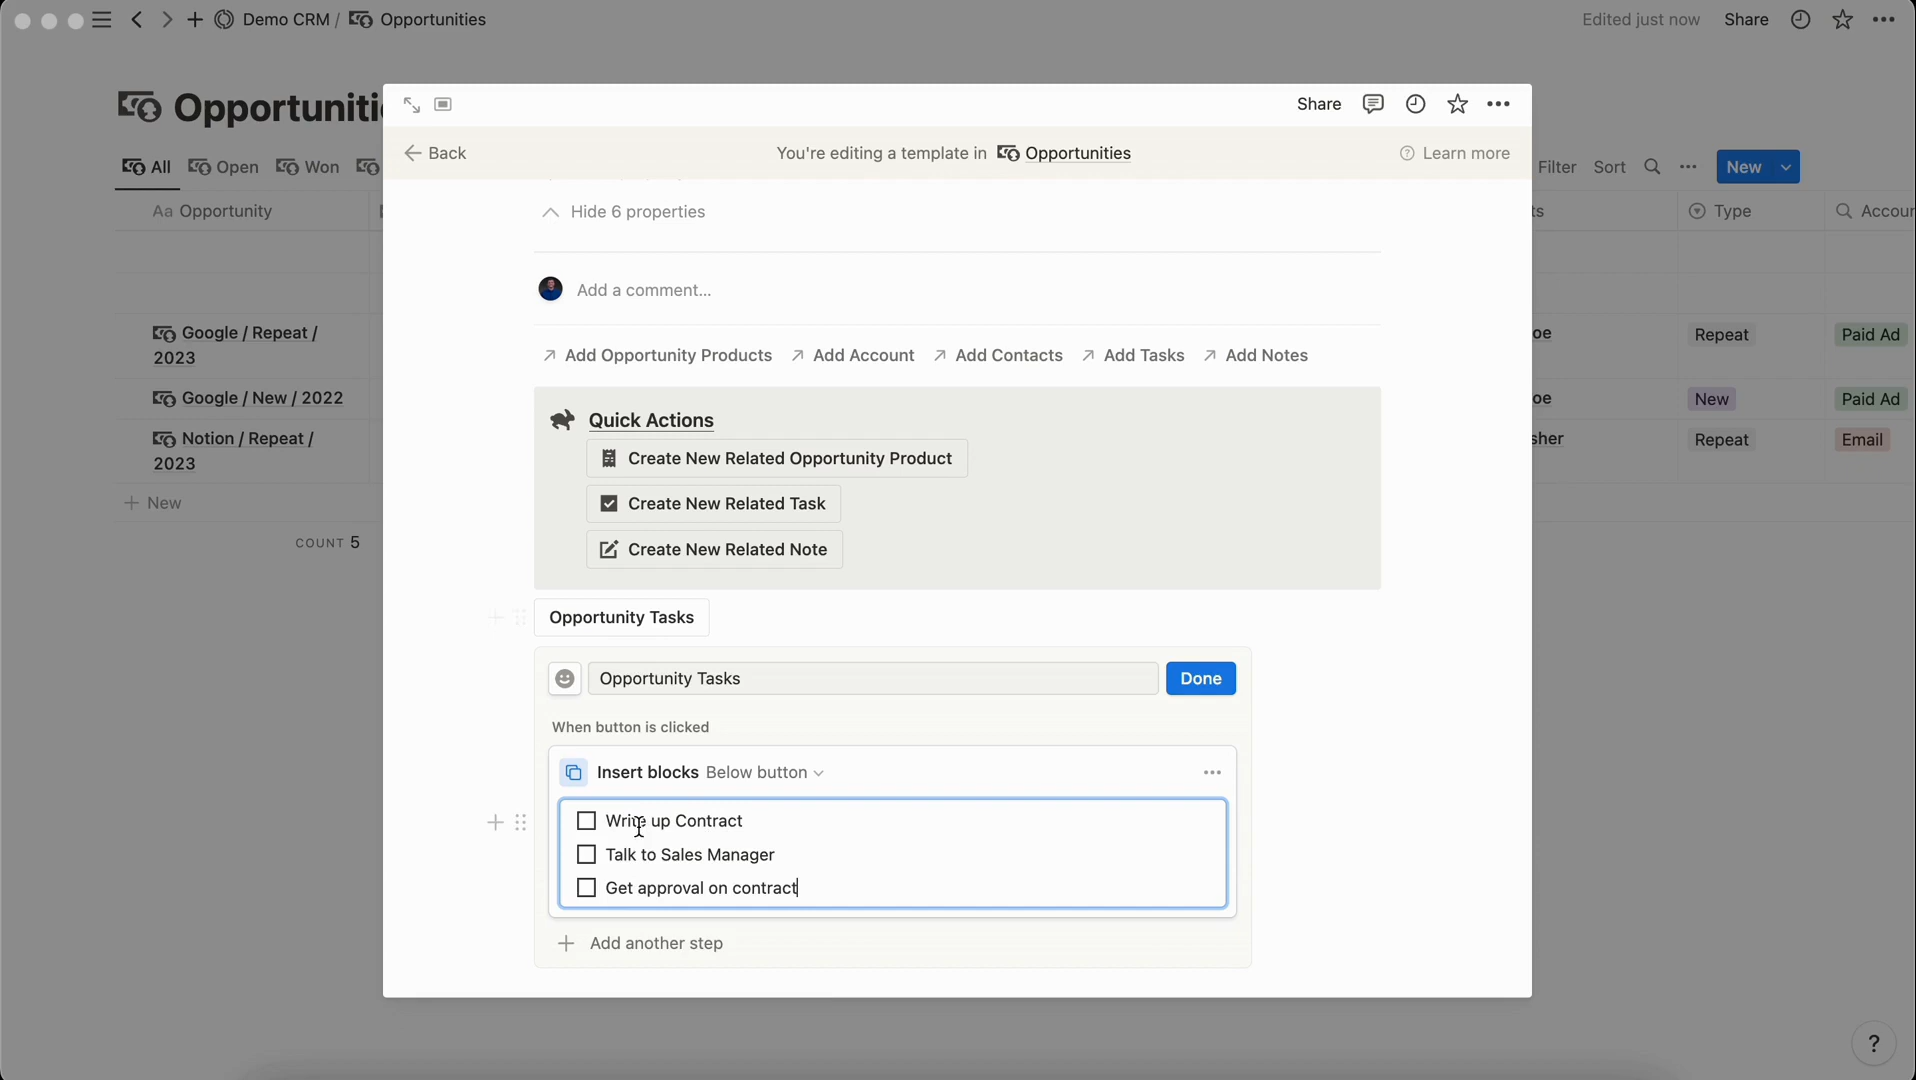 Demo CRM / Opportunities
Edited just now Share
Opportuniti
All Open Won
Filter Sort New
Aa Opportunity
ts Type Accour
Google / Repeat /
2023
oe Repeat Paid Ad
Google / New / 2022
oe New Paid Ad
Notion / Repeat /
2023
sher Repeat Email
+ New
COUNT 5
Share
Back
You're editing a template in Opportunities
Learn more
Hide 6 properties
Add a comment...
Add Opportunity Products Add Account Add Contacts Add Tasks Add Notes
Quick Actions
Create New Related Opportunity Product
Create New Related Task
Create New Related Note
Opportunity Tasks
Opportunity Tasks Done
When button is clicked
Insert blocks Below button
Write up Contract
Talk to Sales Manager
Get approval on contract
+ Add another step
?